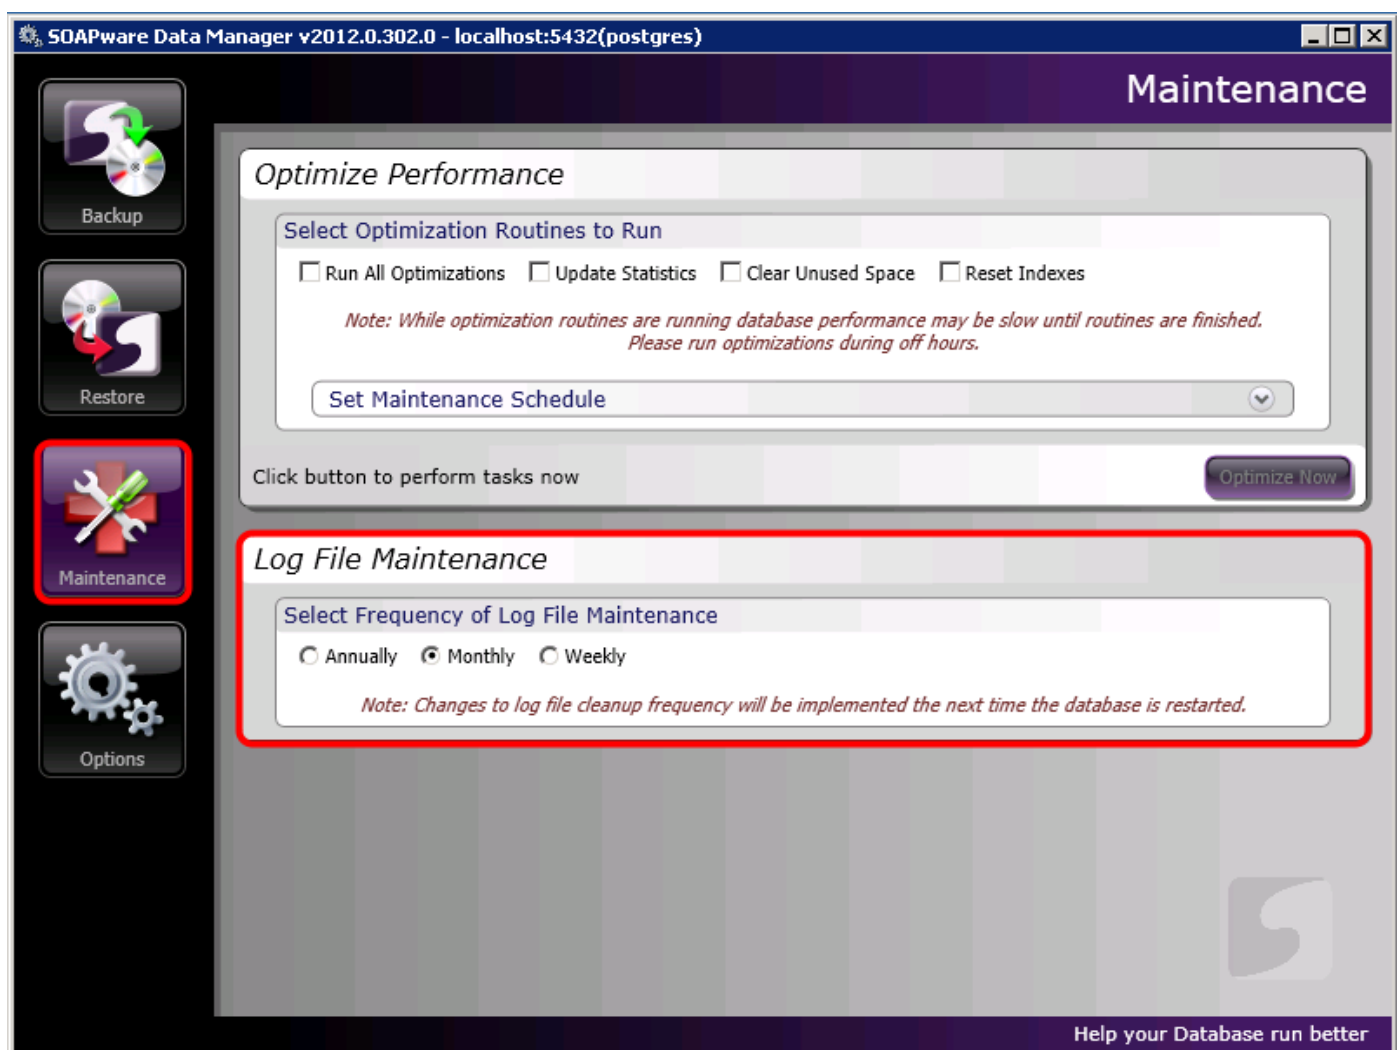 SOAPware Data Manager v2012.0.302.0 - localhost:5432(postgres)
Maintenance
Backup
Restore
Maintenance
Options
Optimize Performance
Select Optimization Routines to Run
Run All Optimizations Update Statistics Clear Unused Space Reset Indexes
Note: While optimization routines are running database performance may be slow until routines are finished.
Please run optimizations during off hours.
Set Maintenance Schedule
Click button to perform tasks now Optimize Now
Log File Maintenance
Select Frequency of Log File Maintenance
Annually Monthly Weekly
Note: Changes to log file cleanup frequency will be implemented the next time the database is restarted.
Help your Database run better